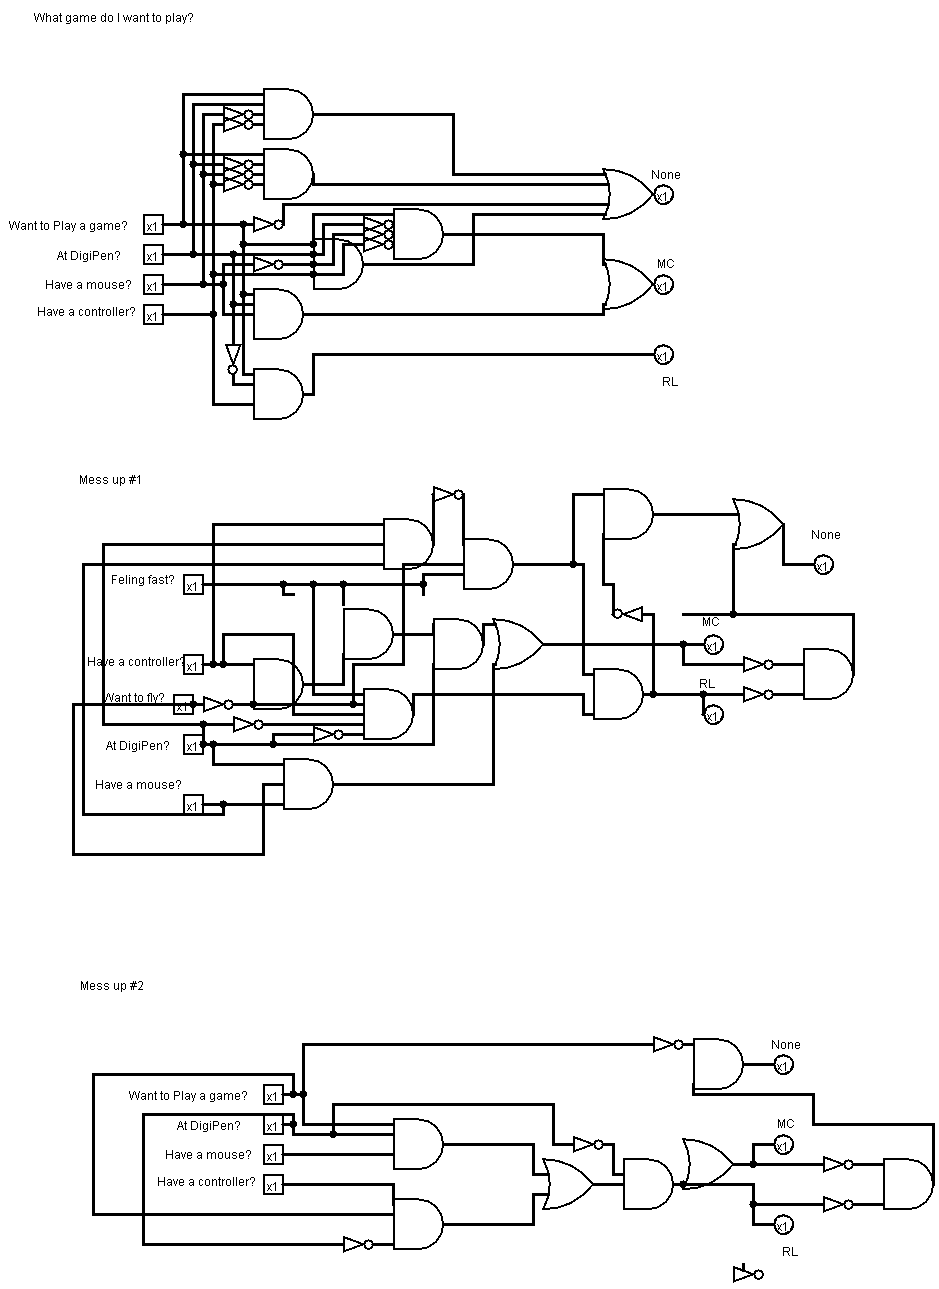 What game do I want to play?
None
x1
Want to Play a game?
x1
At DigiPen?
x1
MC
x1
Have a mouse?
x1
Have a controller?
x1
x1
RL
Mess up #1
None
x1
Feling fast?
x1
MC
x1
Have a controller?
x1
RL
x1
Want to fly?
x1
At DigiPen?
x1
Have a mouse?
x1
Mess up #2
None
x1
Want to Play a game?
x1
At DigiPen?
x1
MC
x1
Have a mouse?
x1
Have a controller?
x1
x1
RL